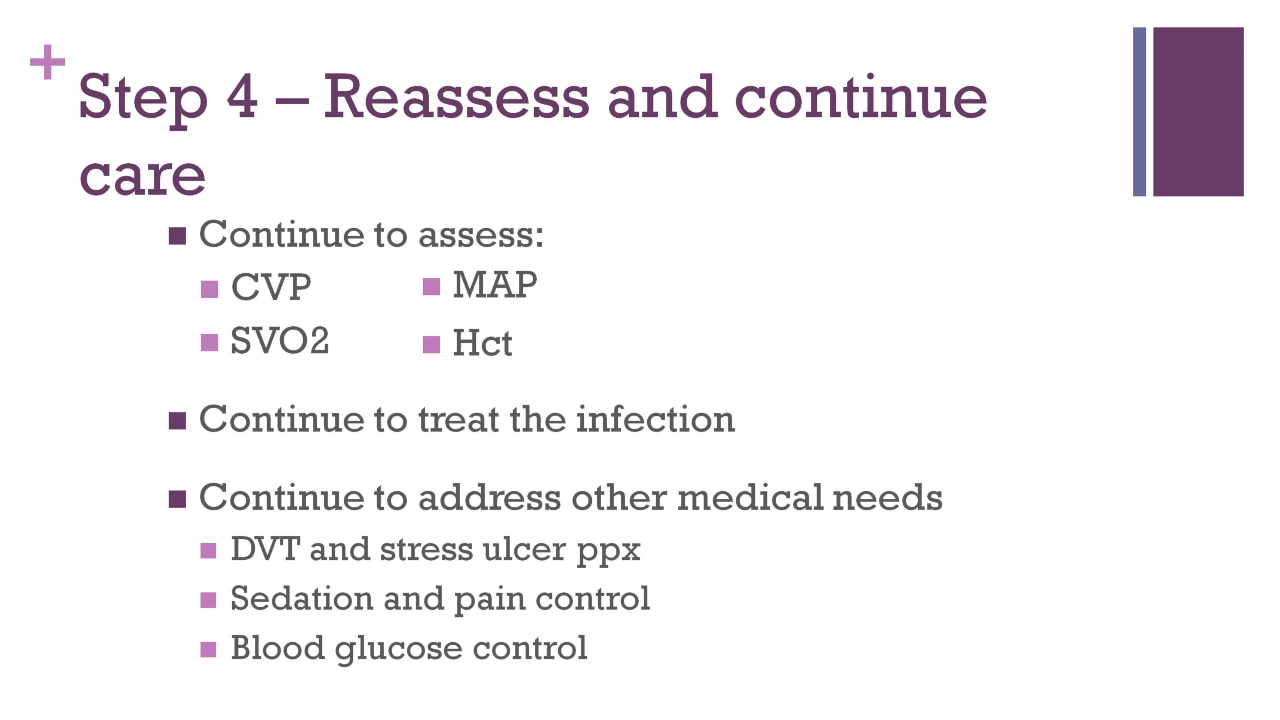 +
Step 4 – Reassess and continue
care
Continue to assess:
CVP
SVO2
MAP
Hct
Continue to treat the infection
Continue to address other medical needs
DVT and stress ulcer ppx
Sedation and pain control
Blood glucose control